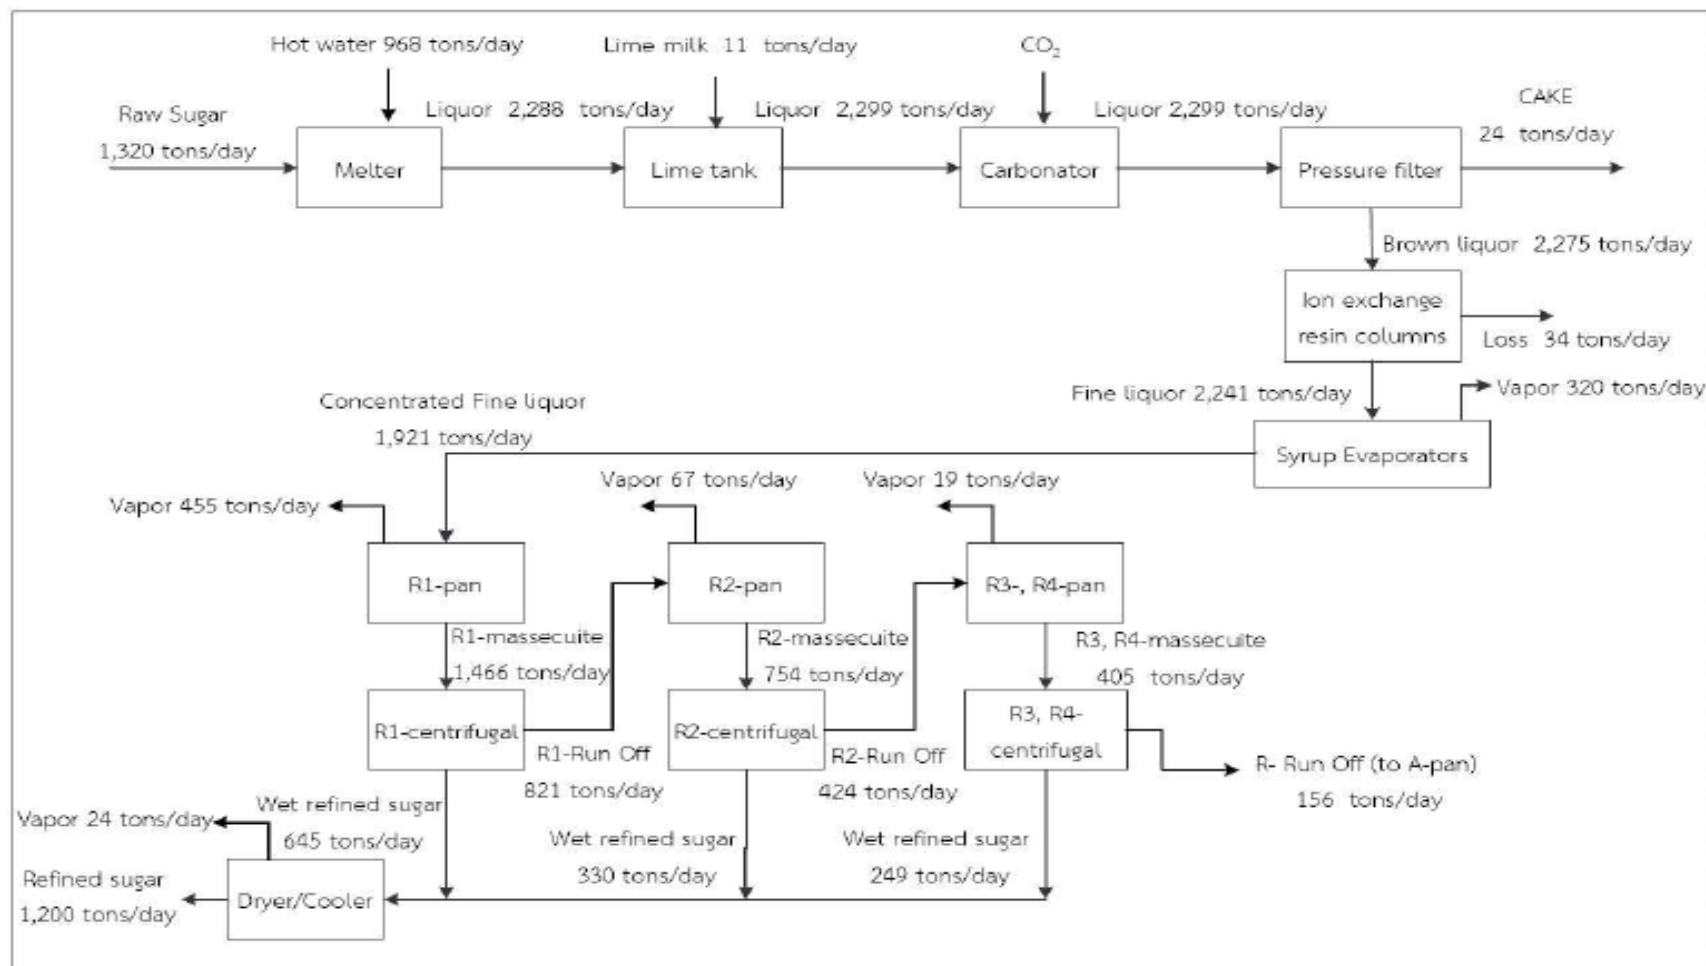 Hot water 968 tons/day
Lime milk 11 tons/day
CO₂
Raw Sugar
1,320 tons/day
Liquor 2,288 tons/day
Liquor 2,299 tons/day
Liquor 2,299 tons/day
CAKE
24 tons/day
Melter
Lime tank
Carbonator
Pressure filter
Brown liquor 2,275 tons/day
Ion exchange
resin columns
Loss 34 tons/day
Fine liquor 2,241 tons/day
Vapor 320 tons/day
Syrup Evaporators
Concentrated Fine liquor
1,921 tons/day
Vapor 455 tons/day
Vapor 67 tons/day
Vapor 19 tons/day
R1-pan
R2-pan
R3-, R4-pan
R1-massecuite
1,466 tons/day
R2-massecuite
754 tons/day
R3, R4-massecuite
405 tons/day
R1-centrifugal
R2-centrifugal
R3, R4-
centrifugal
R1-Run Off
821 tons/day
R2-Run Off
424 tons/day
R- Run Off (to A-pan)
156 tons/day
Wet refined sugar
645 tons/day
Wet refined sugar
330 tons/day
Wet refined sugar
249 tons/day
Vapor 24 tons/day
Refined sugar
1,200 tons/day
Dryer/Cooler